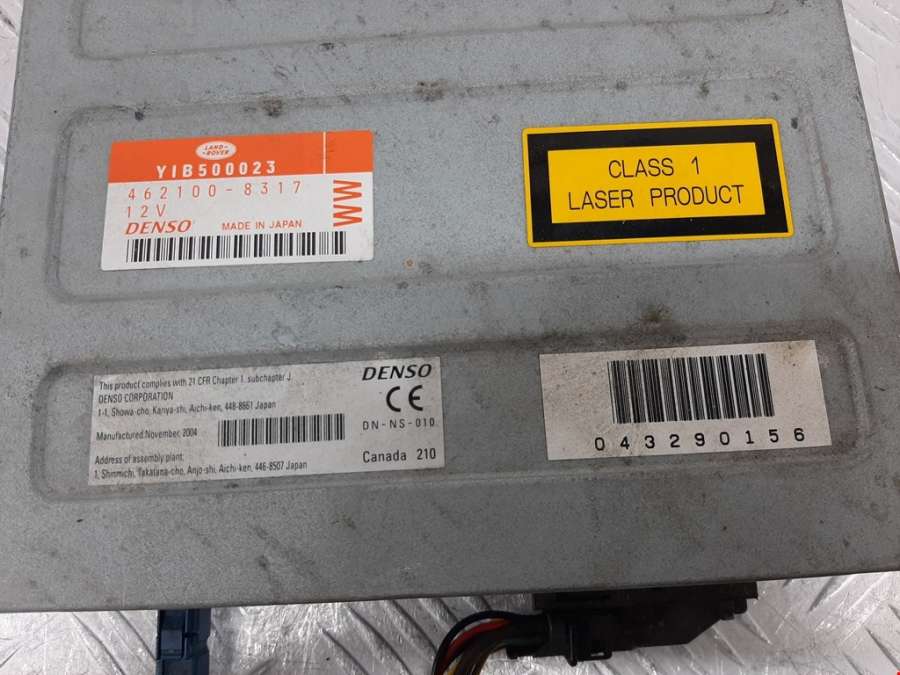 LAND-ROVER
YIB500023
462100-8317
12V
DENSO MADE IN JAPAN
WW
CLASS 1
LASER PRODUCT
This product complies with 21 CFR Chapter 1. subchapter J.
DENSO CORPORATION
1-1, Showa-cho, Kariya-shi, Aichi-ken, 448-8661 Japan
Manufactured: November, 2004
Address of assembly plant:
1, Shinmichi, Takatana-cho, Anjo-shi, Aichi-ken, 446-8507 Japan
DENSO
CE
DN-NS-010
Canada 210
043290156